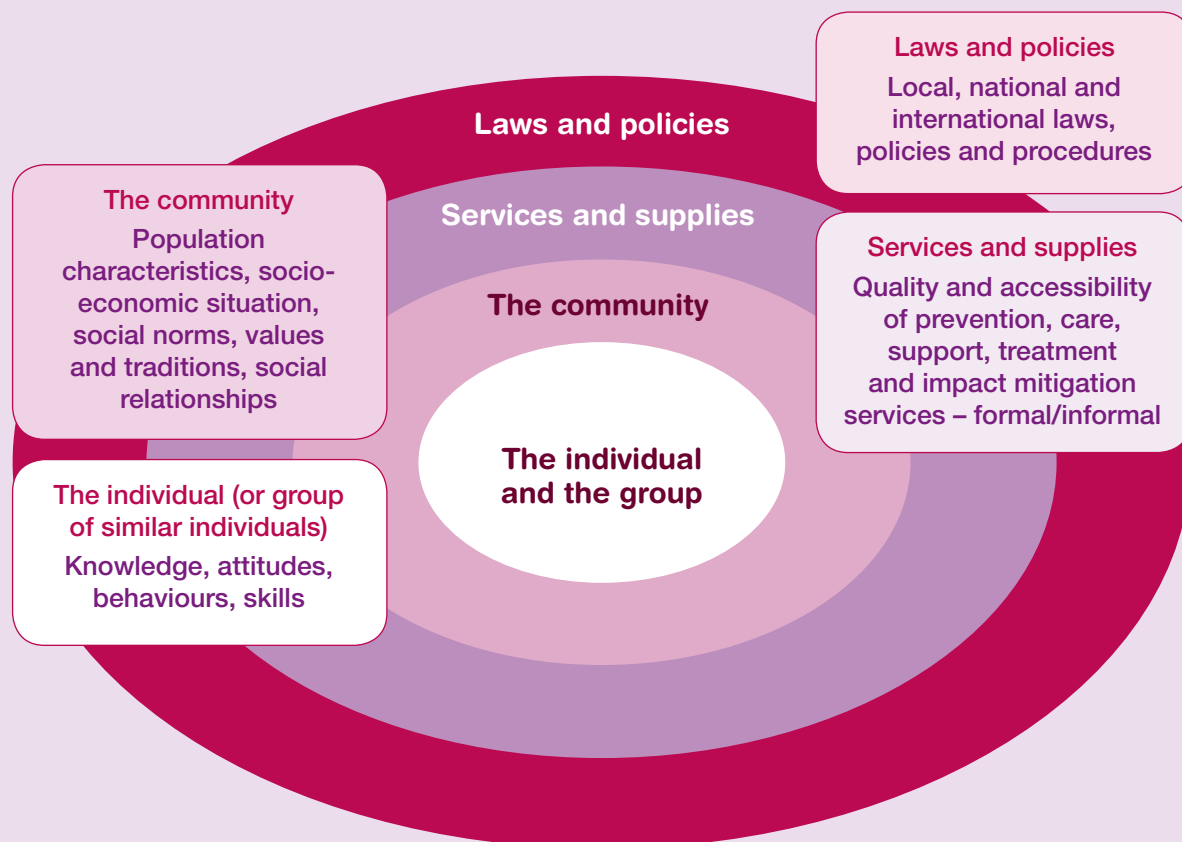 Laws and policies
Local, national and
international laws,
policies and procedures
Laws and policies
The community
Population
characteristics, socio-
economic situation,
social norms, values
and traditions, social
relationships
Services and supplies
Services and supplies
Quality and accessibility
of prevention, care,
support, treatment
and impact mitigation
services – formal/informal
The community
The individual
and the group
The individual (or group
of similar individuals)
Knowledge, attitudes,
behaviours, skills